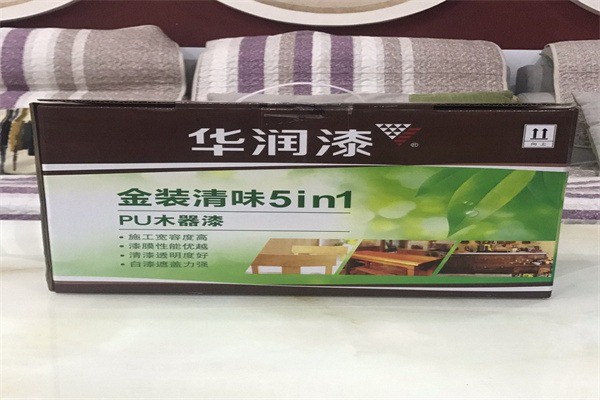 华润漆®
向上
金装清味5in1
PU木器漆
• 施工宽容度高
• 漆膜性能优越
• 清漆透明度好
• 白漆遮盖力强